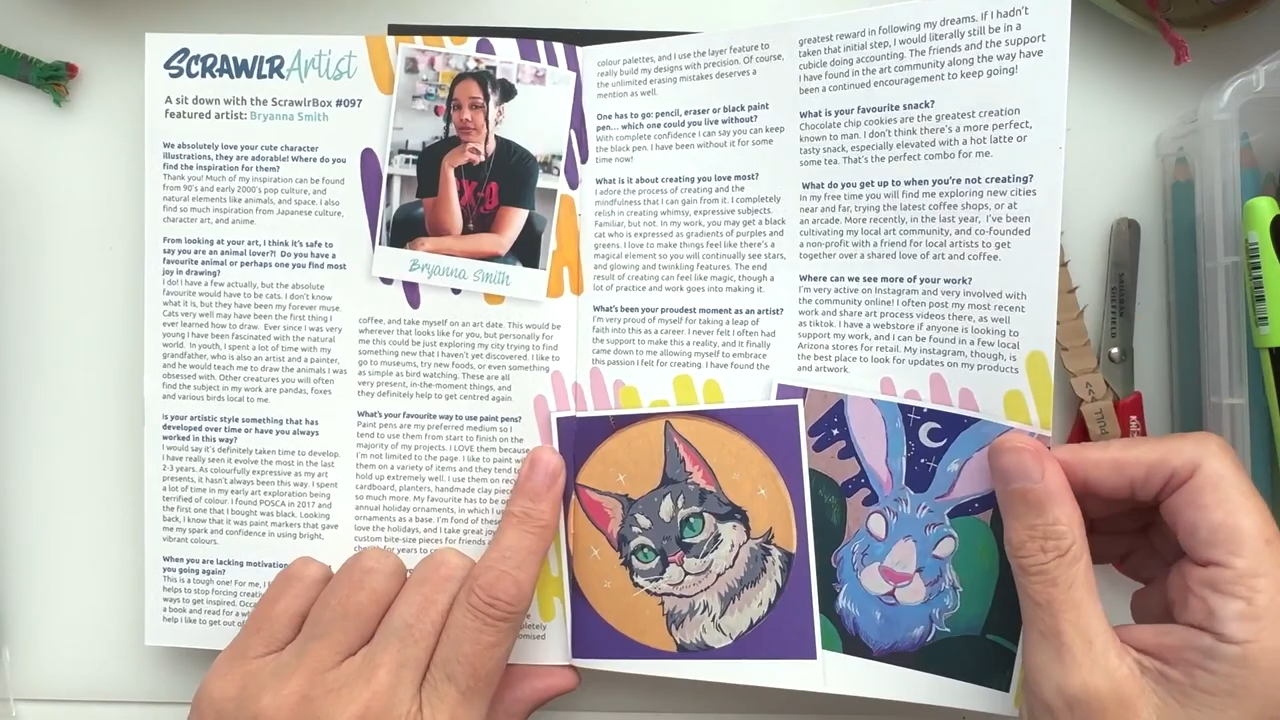 SCRAWLR Artist
A sit down with the ScrawlrBox #097
featured artist: Bryanna Smith
We absolutely love your cute character
illustrations, they are adorable! Where do you
find the inspiration for them?
Thank you! Much of my inspiration can be found
from 90's and early 2000's pop culture, and
natural elements like animals, and space. I also
find so much inspiration from Japanese culture,
character art, and anime.
From looking at your art, I think it's safe to
say you are an animal lover?! Do you have a
favourite animal or perhaps one you find most
joy in drawing?
I do! I have a few actually, but the absolute
favourite would have to be cats. I don't know
what it is, but they have been my forever muse.
Cats very well may have been the first thing I
ever learned how to draw. Ever since I was very
young I have been fascinated with the natural
world. In youth, I spent a lot of time with my
grandfather, who is also an artist and a painter,
and he would teach me to draw the animals I was
obsessed with. Other creatures you will often
find the subject in my work are pandas, foxes
and various birds local to me.
Is your artistic style something that has
developed over time or have you always
worked in this way?
I would say it's definitely taken time to develop.
I have really seen it evolve the most in the last
2-3 years. As colourfully expressive as my art
presents, it hasn't always been this way. I spent
a lot of time in my early art exploration being
terrified of colour. I found POSCA in 2017 and
the first one that I bought was black. Looking
back, I know that it was paint markers that gave
me my spark and confidence in using bright,
vibrant colours.
When you are lacking motivation
you going again?
This is a tough one! For me, I
helps to stop forcing
ways to get inspired.
a book and read for a
help I like to get out of
Bryanna Smith
coffee, and take myself on an art date. This would be
wherever that looks like for you, but personally for
me this could be just exploring my city trying to find
something new that I haven't yet discovered. I like to
go to museums, try new foods, or even something
as simple as bird watching. These are all
very present, in-the-moment things, and
they definitely help to get centred again.
What's your favourite way to use paint pens?
Paint pens are my preferred medium so I
tend to use them from start to finish on the
majority of my projects. I LOVE them because
I'm not limited to the page. I like to paint
them on a variety of items and they tend
hold up extremely well. I use them on
cardboard, planters, handmade clay
so much more. My favourite has to be
annual holiday ornaments, in which I
ornaments as a base. I'm fond of these
love the holidays, and I take great
custom bite-size pieces for friends
for years to
colour palettes, and I use the layer feature to
really build my designs with precision. Of course,
the unlimited erasing mistakes deserves a
mention as well.
One has to go: pencil, eraser or black paint
pen... which one could you live without?
With complete confidence I can say you can keep
the black pen. I have been without it for some
time now!
What is it about creating you love most?
I adore the process of creating and the
mindfulness that I can gain from it. I completely
relish in creating whimsy, expressive subjects.
Familiar, but not. In my work, you may get a black
cat who is expressed as gradients of purples and
greens. I love to make things feel like there's a
magical element so you will continually see stars,
and glowing and twinkling features. The end
result of creating can feel like magic, though a
lot of practice and work goes into making it.
What's been your proudest moment as an artist?
I'm very proud of myself for taking a leap of
faith into this as a career. I never felt I often had
the support to make this a reality, and it finally
came down to me allowing myself to embrace
this passion I felt for creating. I have found the
greatest reward in following my dreams. If I hadn't
taken that initial step, I would literally still be in a
cubicle doing accounting. The friends and the support
I have found in the art community along the way have
been a continued encouragement to keep going!
What is your favourite snack?
Chocolate chip cookies are the greatest creation
known to man. I don't think there's a more perfect,
tasty snack, especially elevated with a hot latte or
some tea. That's the perfect combo for me.
What do you get up to when you're not creating?
In my free time you will find me exploring new cities
near and far, trying the latest coffee shops, or at
an arcade. More recently, in the last year, I've been
cultivating my local art community, and co-founded
a non-profit with a friend for local artists to get
together over a shared love of art and coffee.
Where can we see more of your work?
I'm very active on Instagram and very involved with
the community online! I often post my most recent
work and share art process videos there, as well
as tiktok. I have a webstore if anyone is looking to
support my work, and I can be found in a few local
Arizona stores for retail. My instagram, though, is
the best place to look for updates on my products
and artwork.
SHEFFIELD
PULL